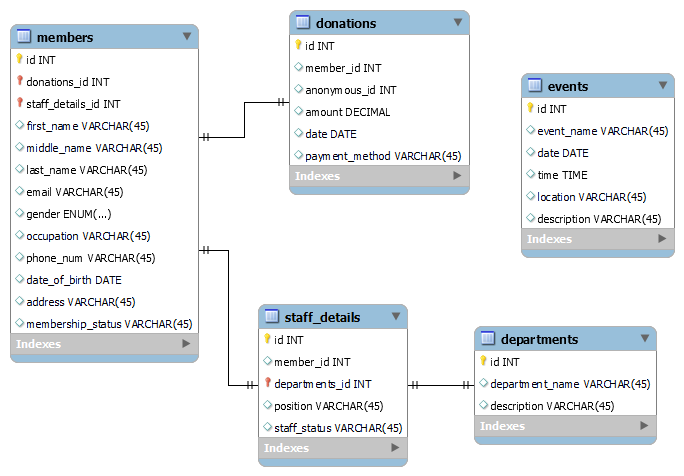 members
id INT
donations_id INT
staff_details_id INT
first_name VARCHAR(45)
middle_name VARCHAR(45)
last_name VARCHAR(45)
email VARCHAR(45)
gender ENUM(...)
occupation VARCHAR(45)
phone_num VARCHAR(45)
date_of_birth DATE
address VARCHAR(45)
membership_status VARCHAR(45)
Indexes
donations
id INT
member_id INT
anonymous_id INT
amount DECIMAL
date DATE
payment_method VARCHAR(45)
Indexes
events
id INT
event_name VARCHAR(45)
date DATE
time TIME
location VARCHAR(45)
description VARCHAR(45)
Indexes
staff_details
id INT
member_id INT
departments_id INT
position VARCHAR(45)
staff_status VARCHAR(45)
Indexes
departments
id INT
department_name VARCHAR(45)
description VARCHAR(45)
Indexes